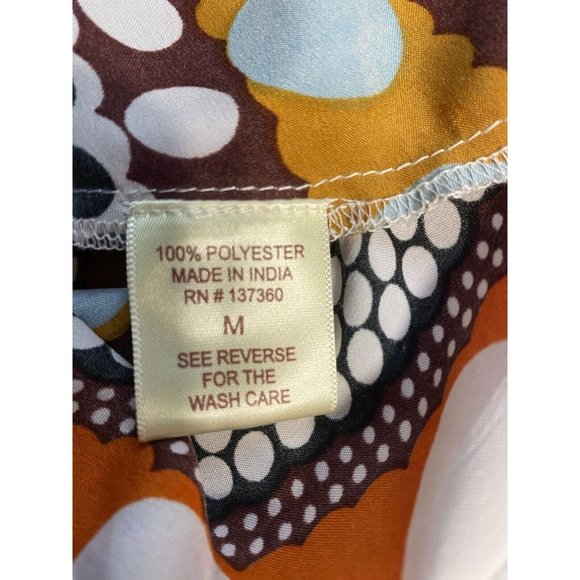 100% POLYESTER
MADE IN INDIA
RN # 137360
M
SEE REVERSE
FOR THE
WASH CARE